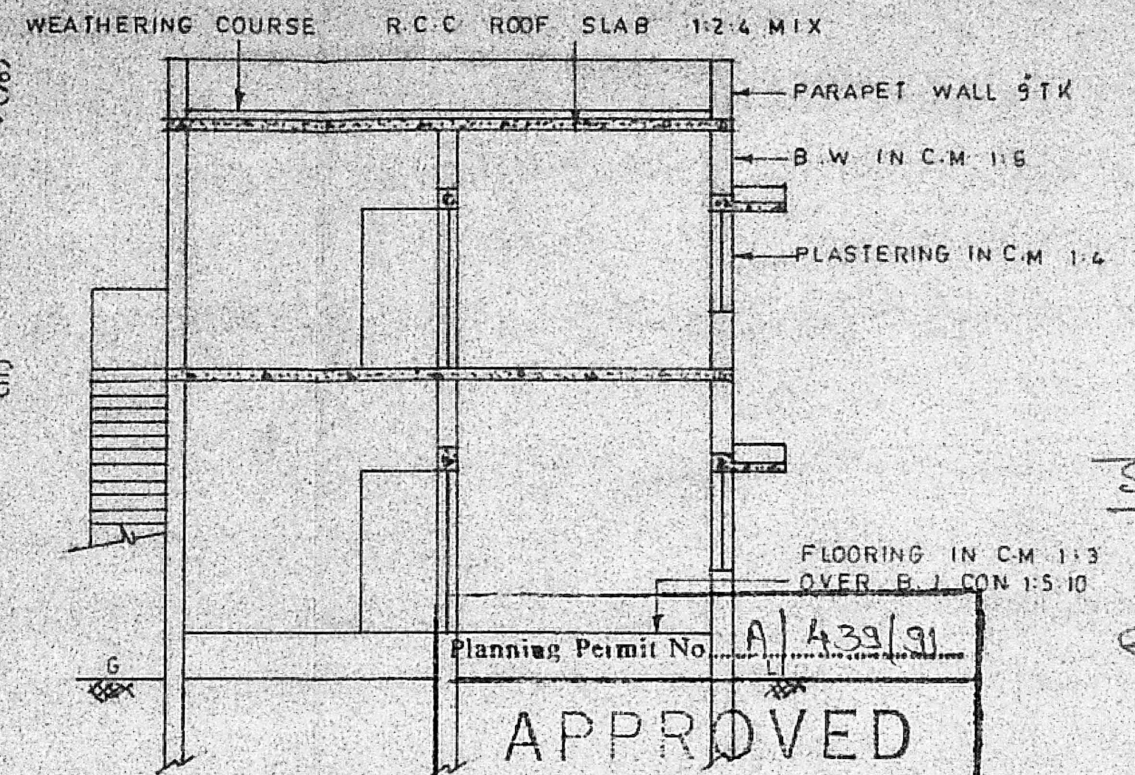 WEATHERING COURSE R.C.C ROOF SLAB 1:2:4 MIX
PARAPET WALL 9" TK
B.W IN C.M 1:6
PLASTERING IN C.M 1:4
FLOORING IN C.M 1:3
OVER B.J.CON 1:5:10
Planning Permit No. A/439/91
G L
APPROVED